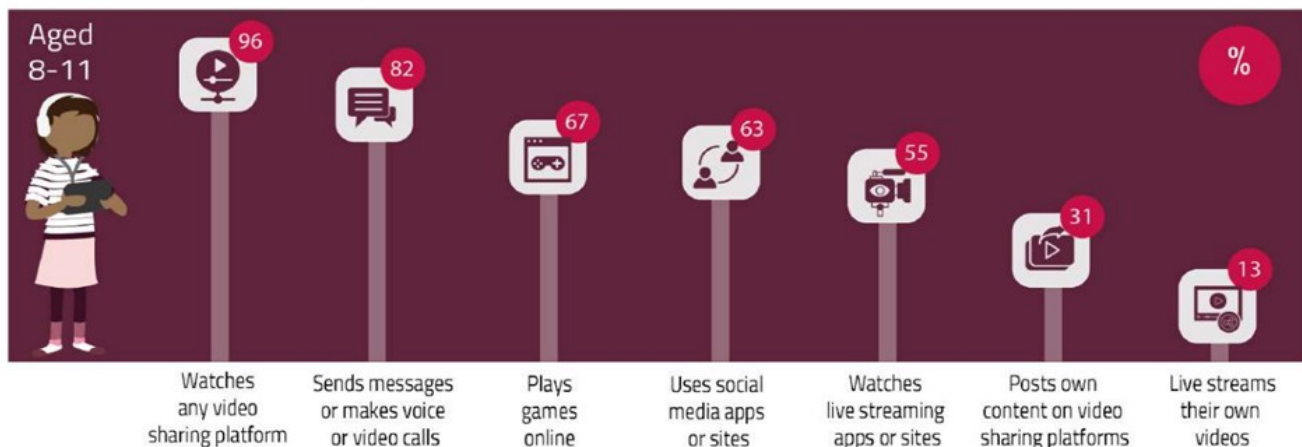 Aged
8-11
96
82
67
63
55
31
13
%
Watches
any video
sharing platform
Sends messages
or makes voice
or video calls
Plays
games
online
Uses social
media apps
or sites
Watches
live streaming
apps or sites
Posts own
content on video
sharing platforms
Live streams
their own
videos